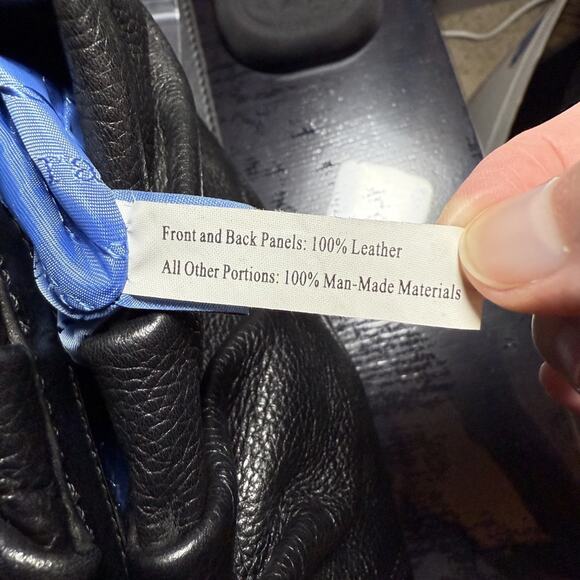 Front and Back Panels: 100% Leather
All Other Portions: 100% Man-Made Materials